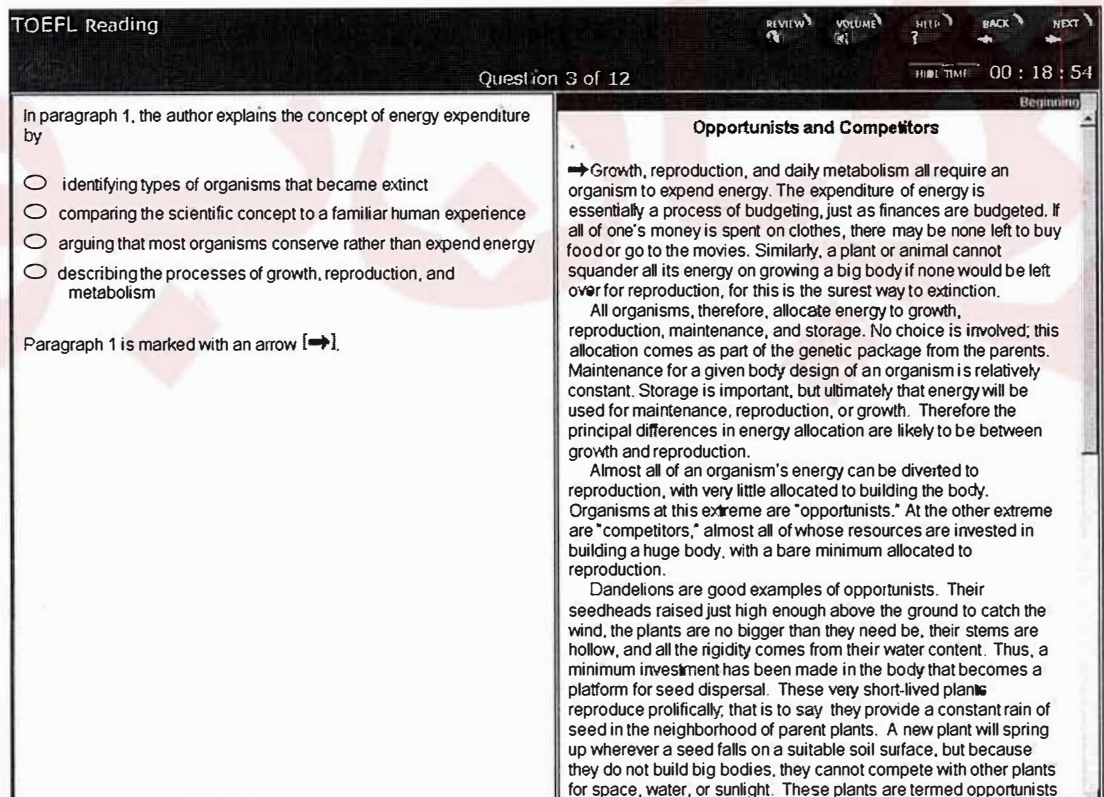 TOEFL Reading
REVIEW VOLUME HELP BACK NEXT
Question 3 of 12
HIDE TIME 00 : 18 : 54
In paragraph 1, the author explains the concept of energy expenditure
by
identifying types of organisms that became extinct
comparing the scientific concept to a familiar human experience
arguing that most organisms conserve rather than expend energy
describing the processes of growth, reproduction, and
metabolism
Paragraph 1 is marked with an arrow [➡].
Beginning
Opportunists and Competitors
➡Growth, reproduction, and daily metabolism all require an
organism to expend energy. The expenditure of energy is
essentially a process of budgeting, just as finances are budgeted. If
all of one's money is spent on clothes, there may be none left to buy
food or go to the movies. Similarly, a plant or animal cannot
squander all its energy on growing a big body if none would be left
over for reproduction, for this is the surest way to extinction.
All organisms, therefore, allocate energy to growth,
reproduction, maintenance, and storage. No choice is involved; this
allocation comes as part of the genetic package from the parents.
Maintenance for a given body design of an organism is relatively
constant. Storage is important, but ultimately that energy will be
used for maintenance, reproduction, or growth. Therefore the
principal differences in energy allocation are likely to be between
growth and reproduction.
Almost all of an organism's energy can be diverted to
reproduction, with very little allocated to building the body.
Organisms at this extreme are "opportunists." At the other extreme
are "competitors," almost all of whose resources are invested in
building a huge body, with a bare minimum allocated to
reproduction.
Dandelions are good examples of opportunists. Their
seedheads raised just high enough above the ground to catch the
wind, the plants are no bigger than they need be, their stems are
hollow, and all the rigidity comes from their water content. Thus, a
minimum investment has been made in the body that becomes a
platform for seed dispersal. These very short-lived plants
reproduce prolifically; that is to say they provide a constant rain of
seed in the neighborhood of parent plants. A new plant will spring
up wherever a seed falls on a suitable soil surface, but because
they do not build big bodies, they cannot compete with other plants
for space, water, or sunlight. These plants are termed opportunists